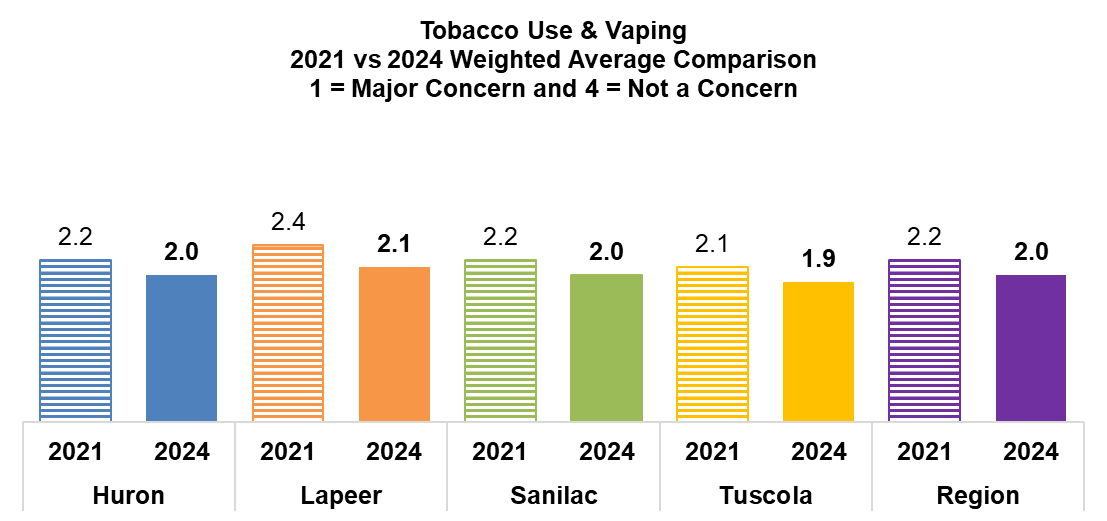 Tobacco Use & Vaping
2021 vs 2024 Weighted Average Comparison
1 = Major Concern and 4 = Not a Concern
2.2 2.0 2.4 2.1 2.2 2.0 2.1 1.9 2.2 2.0
2021 2024 2021 2024 2021 2024 2021 2024 2021 2024
Huron Lapeer Sanilac Tuscola Region